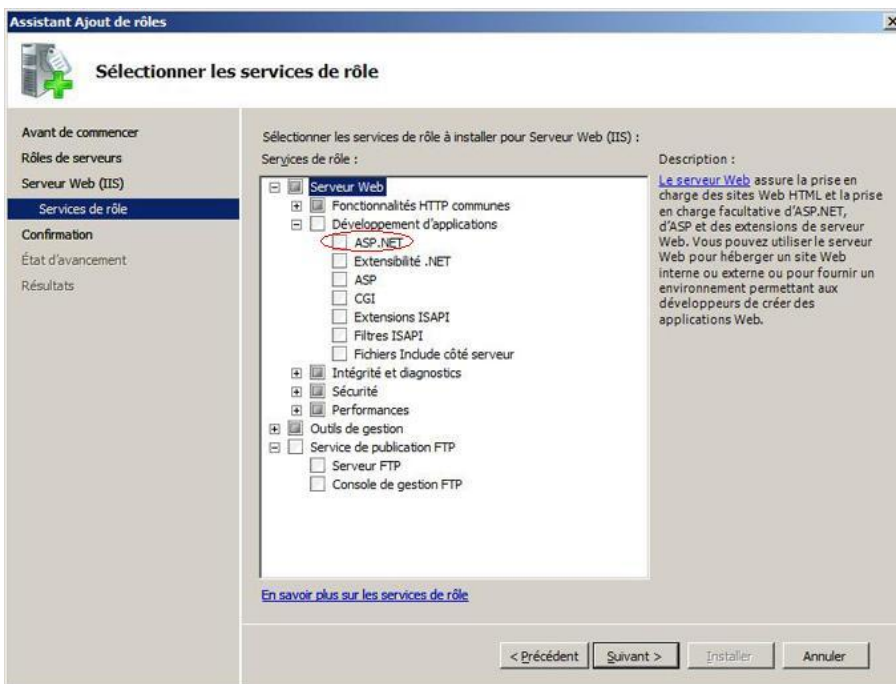 Assistant Ajout de rôles
Sélectionner les services de rôle
Avant de commencer
Rôles de serveurs
Serveur Web (IIS)
Services de rôle
Confirmation
État d'avancement
Résultats
Sélectionner les services de rôle à installer pour Serveur Web (IIS) :
Services de rôle :
Serveur Web
Fonctionnalités HTTP communes
Développement d'applications
ASP.NET
Extensibilité .NET
ASP
CGI
Extensions ISAPI
Filtres ISAPI
Fichiers Include côté serveur
Intégrité et diagnostics
Sécurité
Performances
Outils de gestion
Service de publication FTP
Serveur FTP
Console de gestion FTP
Description :
Le serveur Web assure la prise en
charge des sites Web HTML et la prise
en charge facultative d'ASP.NET,
d'ASP et des extensions de serveur
Web. Vous pouvez utiliser le serveur
Web pour héberger un site Web
interne ou externe ou pour fournir un
environnement permettant aux
développeurs de créer des
applications Web.
En savoir plus sur les services de rôle
< Précédent
Suivant >
Installer
Annuler